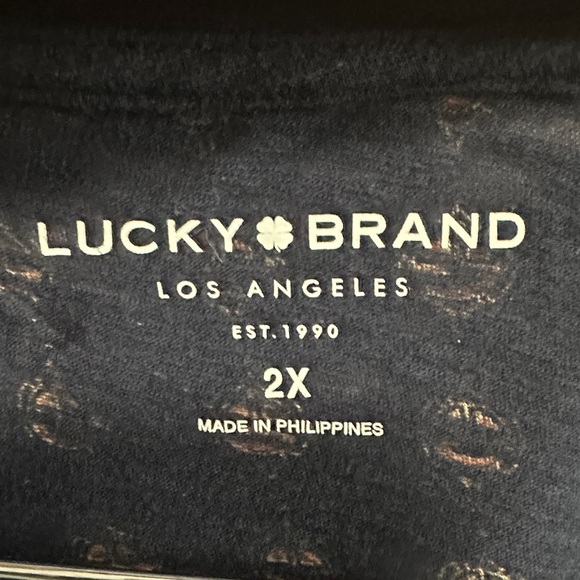 LUCKY BRAND
LOS ANGELES
EST.1990
2X
MADE IN PHILIPPINES